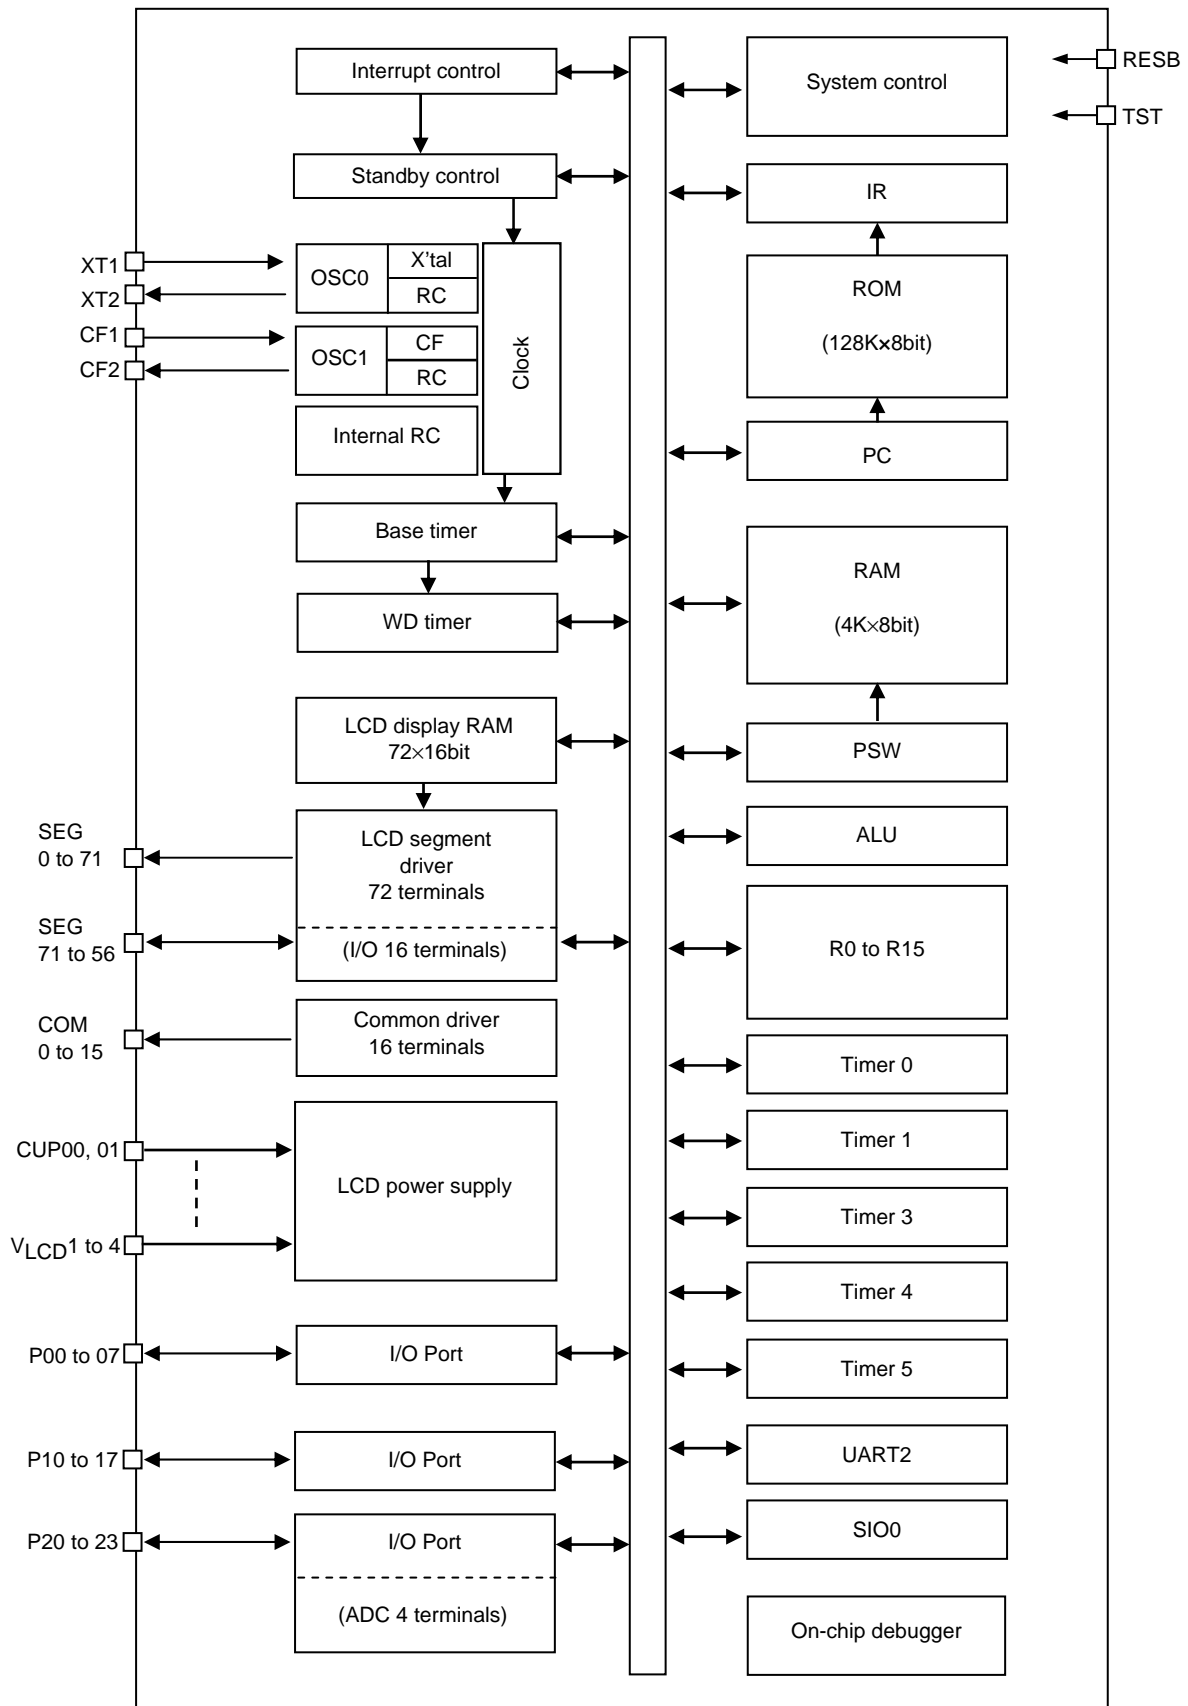 RESB
TST
Interrupt control
Standby control
XT1
XT2
CF1
CF2
OSC0
X'tal
RC
OSC1
CF
RC
Internal RC
Clock
Base timer
WD timer
LCD display RAM
72×16bit
SEG
0 to 71
LCD segment
driver
72 terminals
SEG
71 to 56
(I/O 16 terminals)
COM
0 to 15
Common driver
16 terminals
CUP00, 01
VLCD1 to 4
LCD power supply
P00 to 07
I/O Port
P10 to 17
I/O Port
P20 to 23
I/O Port
(ADC 4 terminals)
System control
IR
ROM
(128K×8bit)
PC
RAM
(4K×8bit)
PSW
ALU
R0 to R15
Timer 0
Timer 1
Timer 3
Timer 4
Timer 5
UART2
SIO0
On-chip debugger